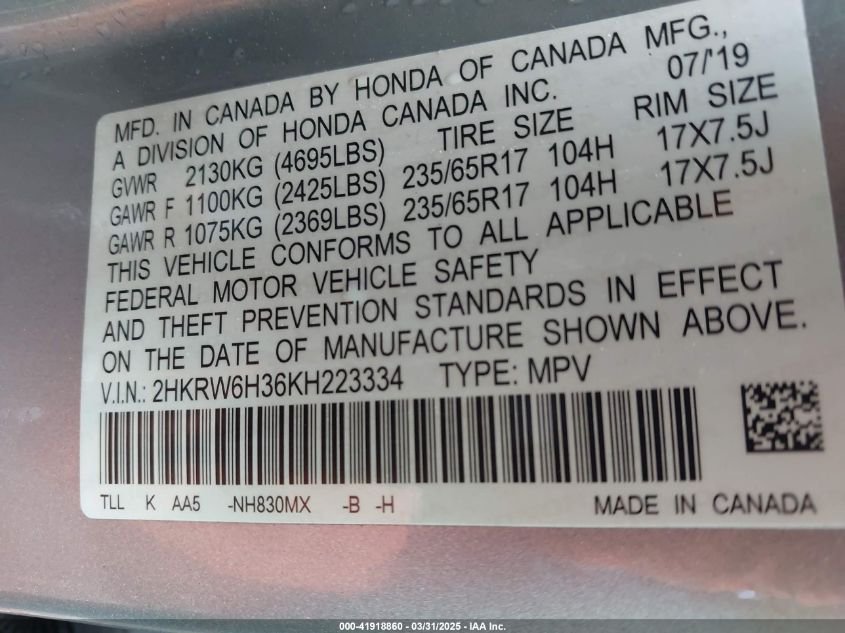 MFD. IN CANADA BY HONDA OF CANADA MFG.,
A DIVISION OF HONDA CANADA INC. 07/'19
GVWR 2130KG (4695LBS) TIRE SIZE RIM SIZE
GAWR F 1100KG (2425LBS) 235/65R17 104H 17X7.5J
GAWR R 1075KG (2369LBS) 235/65R17 104H 17X7.5J
THIS VEHICLE CONFORMS TO ALL APPLICABLE
FEDERAL MOTOR VEHICLE SAFETY
AND THEFT PREVENTION STANDARDS IN EFFECT
ON THE DATE OF MANUFACTURE SHOWN ABOVE.
V.I.N.: 2HKRW6H36KH223334 TYPE: MPV
TLL K AA5 -NH830MX -B -H MADE IN CANADA
000-41918860 - 03/31/2025 - IAA Inc.